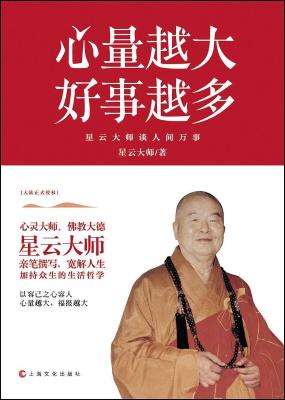 心量越大
好事越多
星云大师谈人间万事
星云大师/著
心灵大师、佛教大德
星云大师
亲笔撰写，宽解人生
加持众生的生活哲学
以容己之心容人
心量越大，福报越大
上海文化出版社